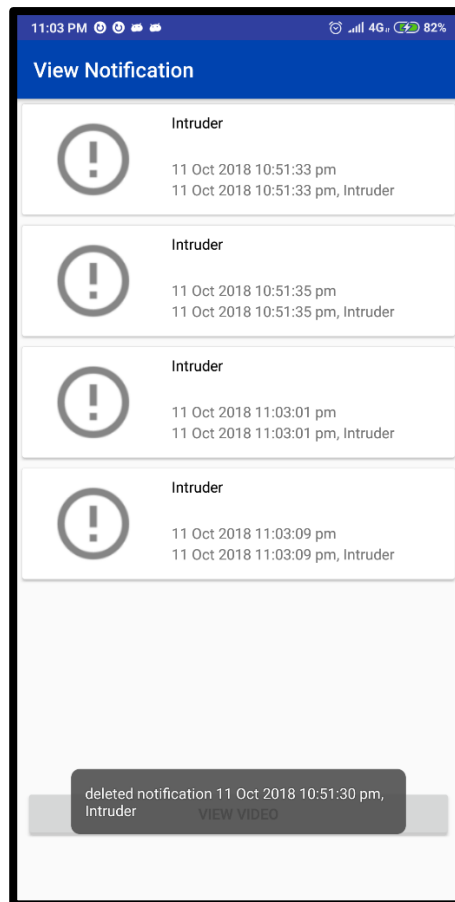 11:03 PM 4G 82%
View Notification
Intruder
11 Oct 2018 10:51:33 pm
11 Oct 2018 10:51:33 pm, Intruder
Intruder
11 Oct 2018 10:51:35 pm
11 Oct 2018 10:51:35 pm, Intruder
Intruder
11 Oct 2018 11:03:01 pm
11 Oct 2018 11:03:01 pm, Intruder
Intruder
11 Oct 2018 11:03:09 pm
11 Oct 2018 11:03:09 pm, Intruder
deleted notification 11 Oct 2018 10:51:30 pm,
Intruder
VIEW VIDEO